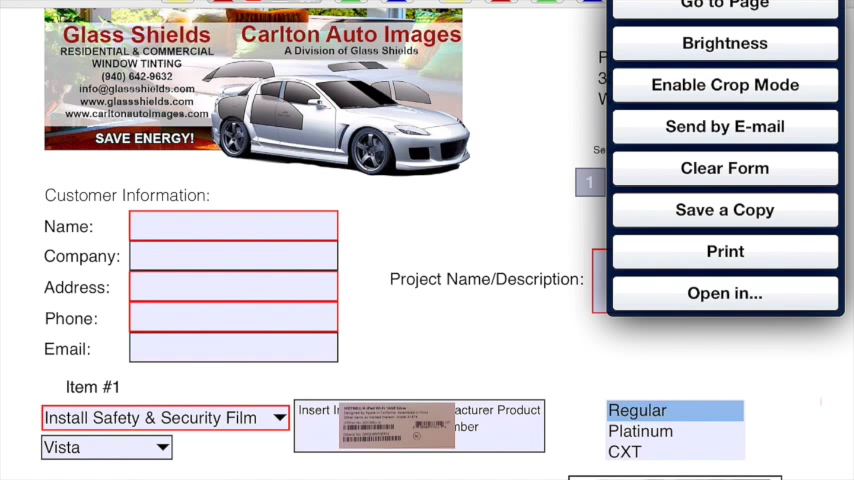 Glass Shields
RESIDENTIAL & COMMERCIAL
WINDOW TINTING
(940) 642-9632
info@glassshields.com
www.glassshields.com
www.carltonautoimages.com
SAVE ENERGY!
Carlton Auto Images
A Division of Glass Shields
Go to Page
Brightness
Enable Crop Mode
Send by E-mail
Clear Form
Save a Copy
Print
Open in...
1
Customer Information:
Name:
Company:
Address:
Phone:
Email:
Project Name/Description:
Item #1
Install Safety & Security Film
Vista
Insert
Product
Regular
Platinum
CXT